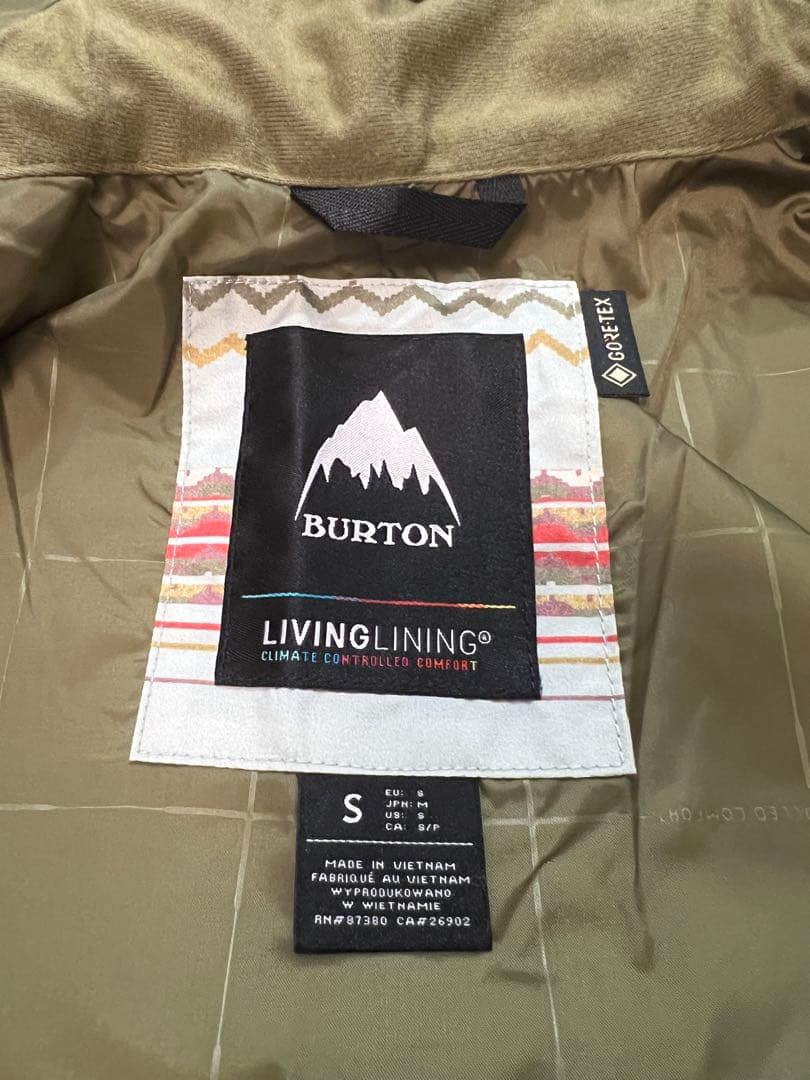 GORE-TEX
BURTON
LIVINGLINING®
CLIMATE CONTROLLED COMFORT
S
EU: S
JPN: M
US: S
CA: S/P
MADE IN VIETNAM
FABRIQUÉ AU VIETNAM
WYPRODUKOWANO
W WIETNAMIE
RN#87380 CA#26902